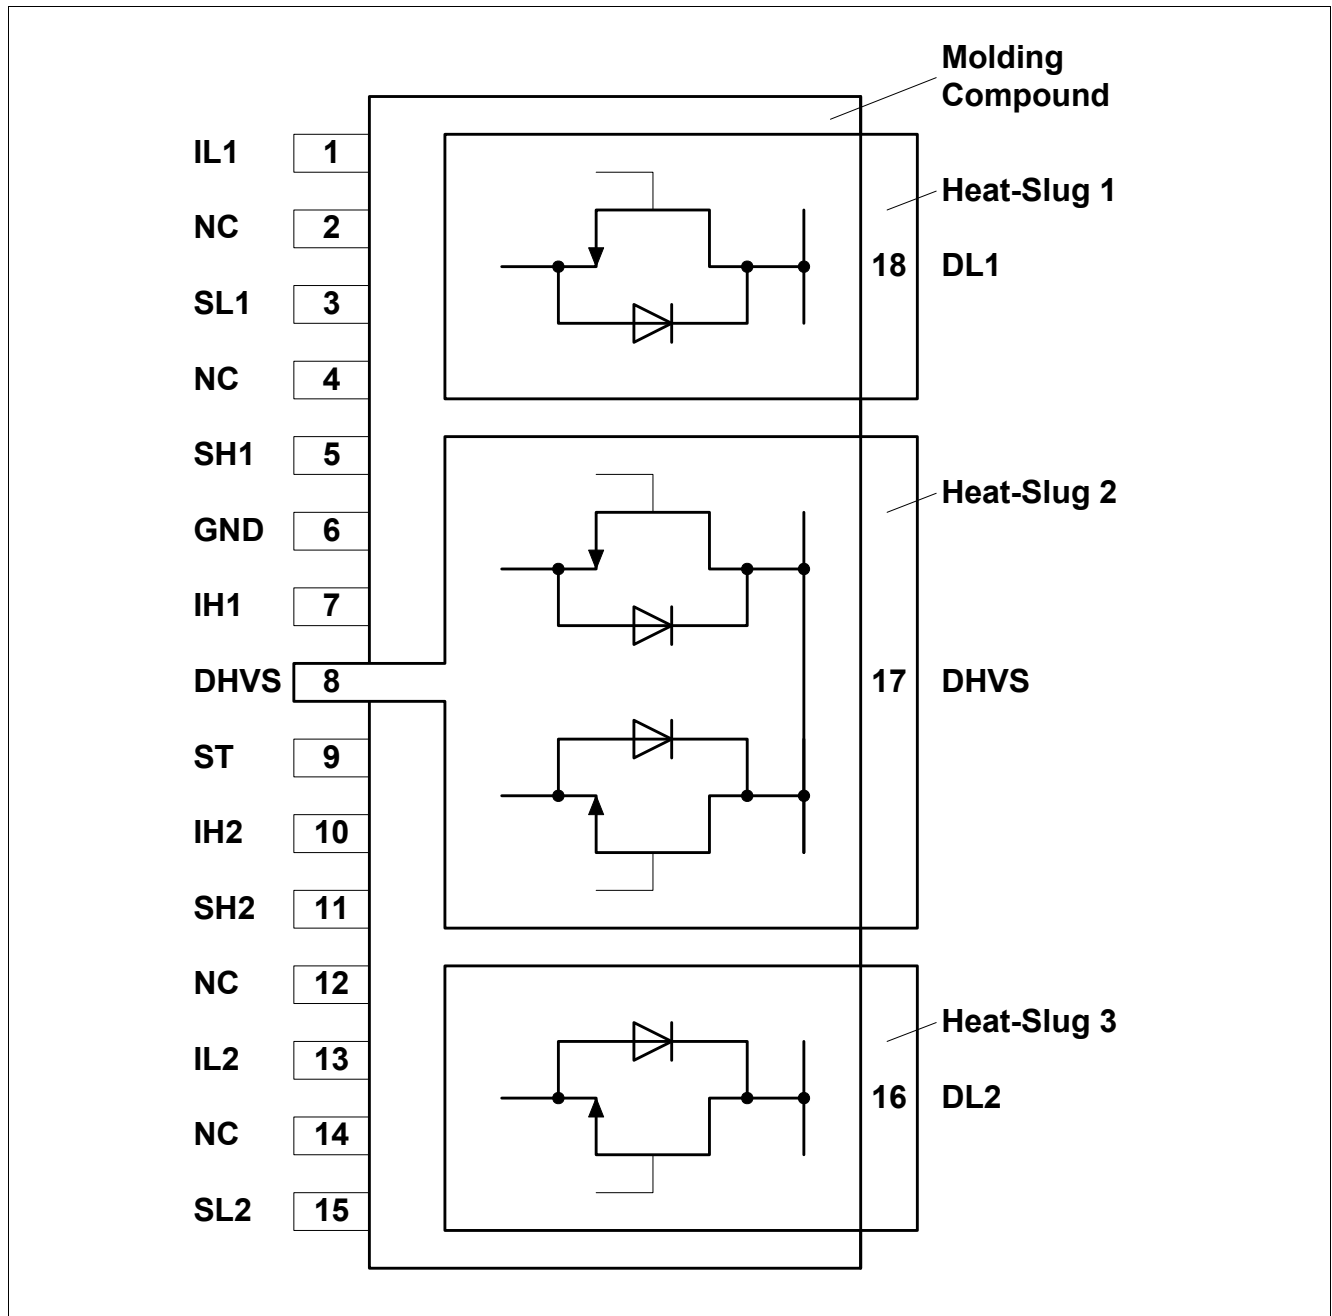 Molding
Compound
IL1 1
Heat-Slug 1
NC 2
18 DL1
SL1 3
NC 4
SH1 5
Heat-Slug 2
GND 6
IH1 7
DHVS 8
17 DHVS
ST 9
IH2 10
SH2 11
NC 12
Heat-Slug 3
IL2 13
16 DL2
NC 14
SL2 15